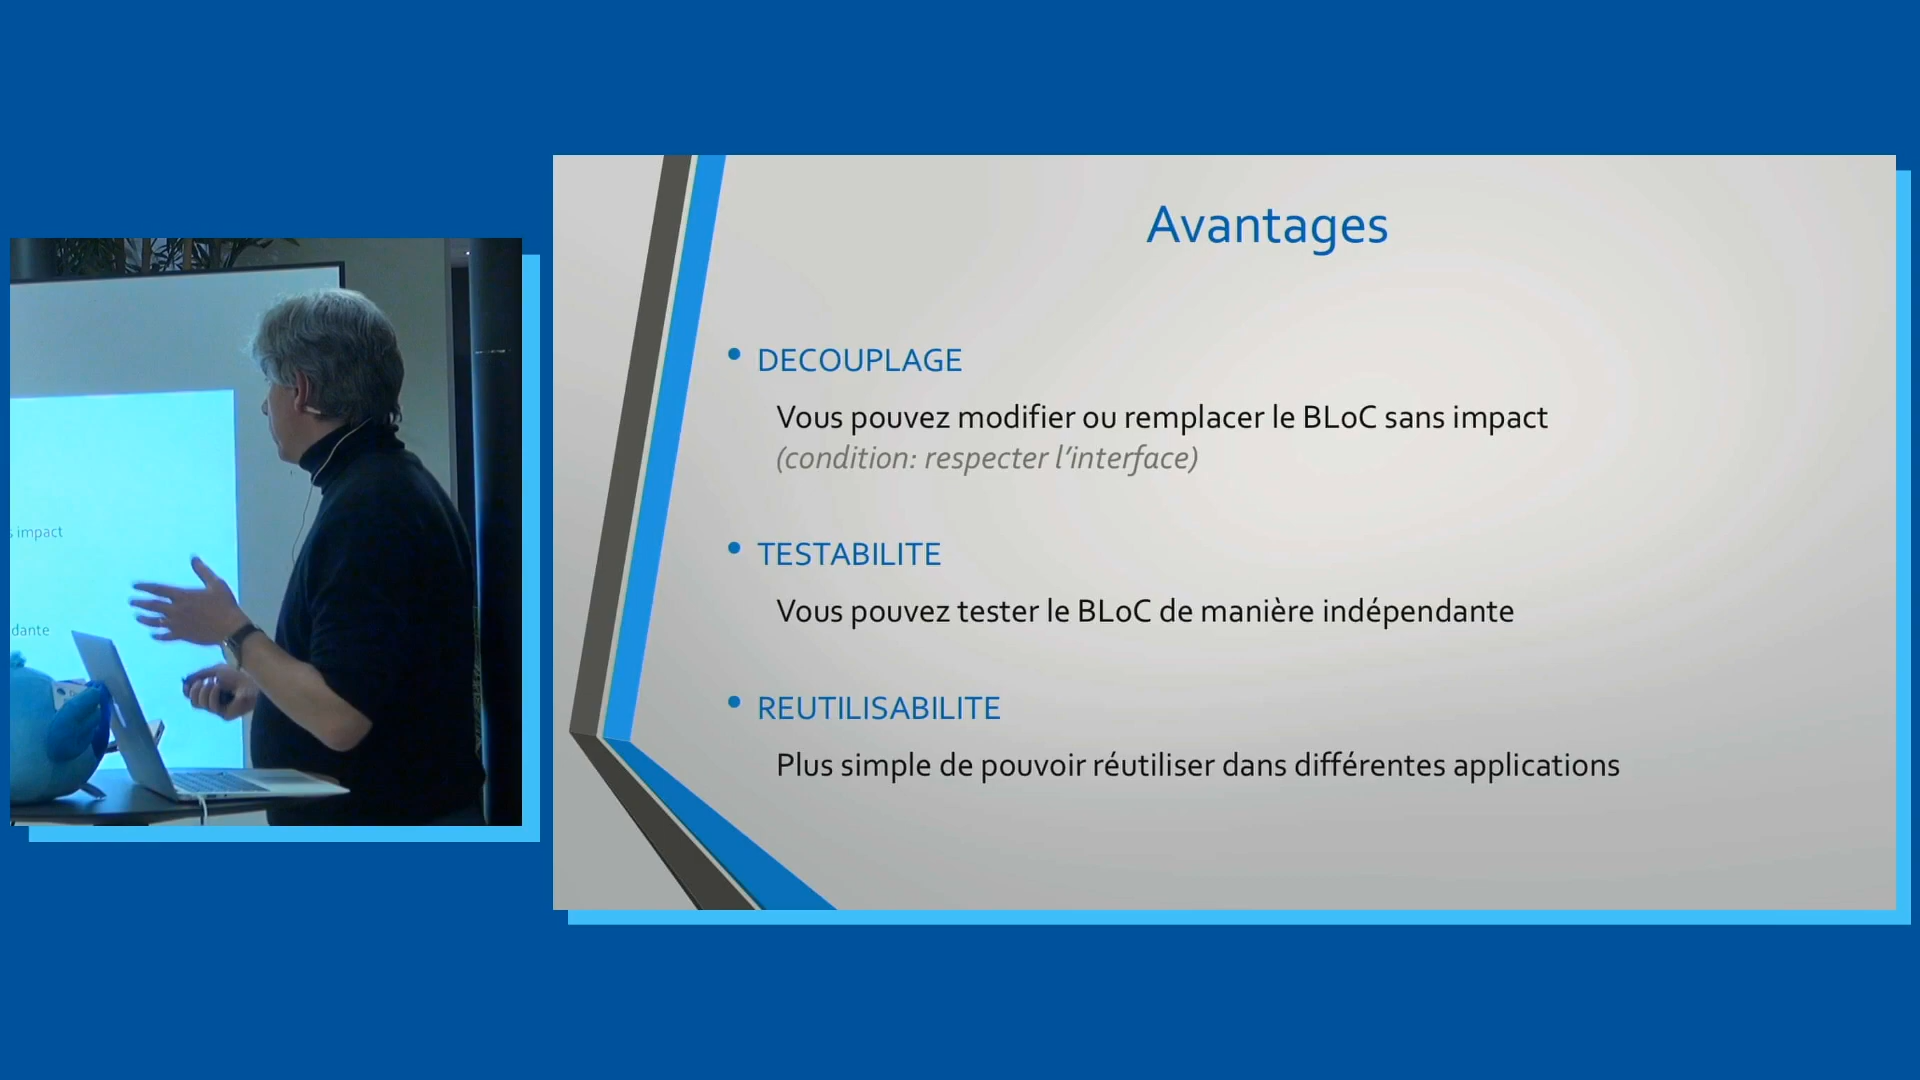 Avantages
• DECOUPLAGE
Vous pouvez modifier ou remplacer le BLoC sans impact
(condition: respecter l’interface)
• TESTABILITE
Vous pouvez tester le BLoC de manière indépendante
• REUTILISABILITE
Plus simple de pouvoir réutiliser dans différentes applications
impact
dante